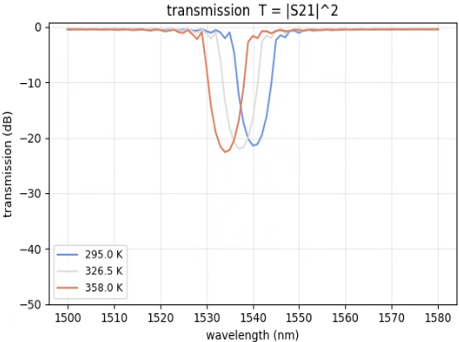 transmission T = |S21|^2
transmission (dB)
0
−10
−20
−30
−40
−50
295.0 K
326.5 K
358.0 K
1500 1510 1520 1530 1540 1550 1560 1570 1580
wavelength (nm)